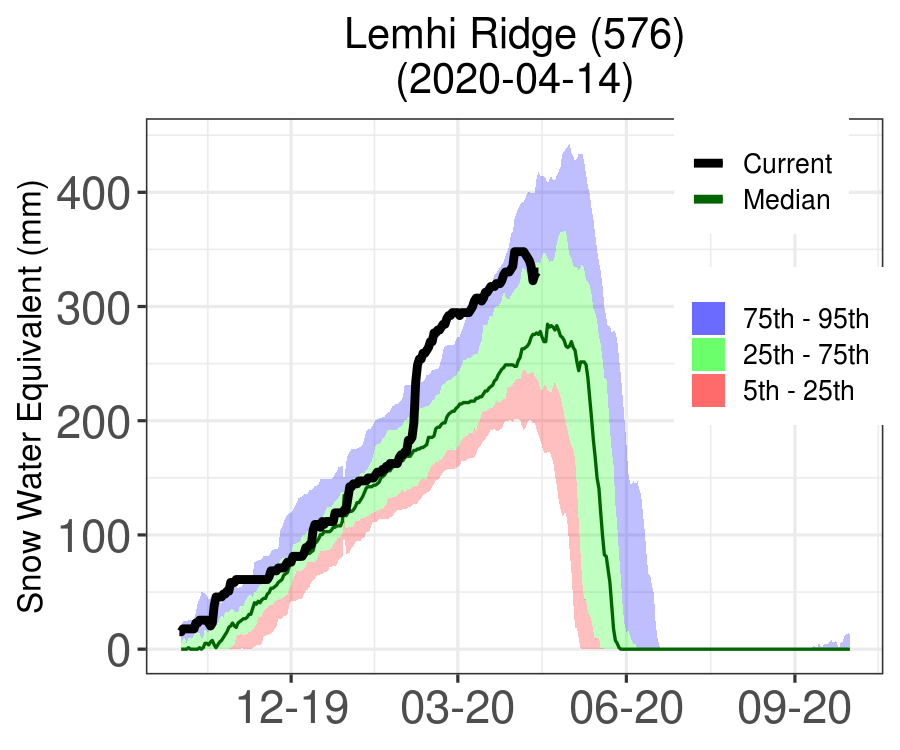 Lemhi Ridge (576)
(2020-04-14)
Snow Water Equivalent (mm)
400
300
200
100
0
12-19
03-20
06-20
09-20
Current
Median
75th - 95th
25th - 75th
5th - 25th